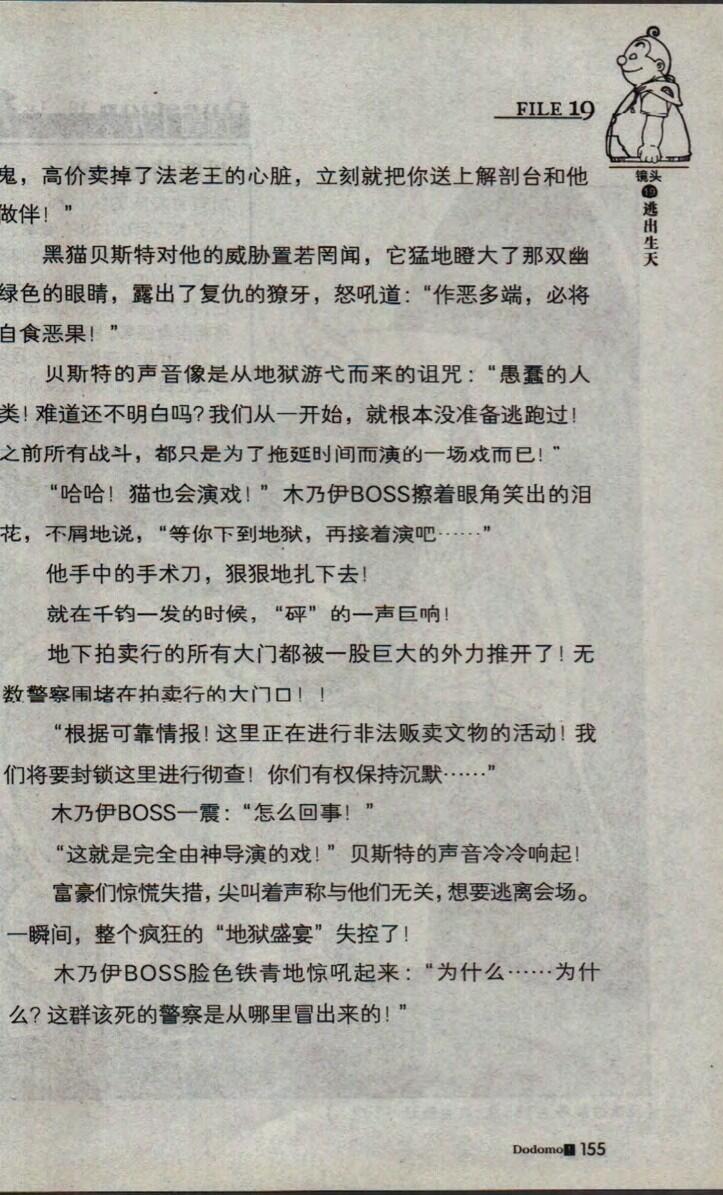 FILE 19
镜头
19
逃出生天
鬼，高价卖掉了法老王的心脏，立刻就把你送上解剖台和他
做伴！”
黑猫贝斯特对他的威胁置若罔闻，它猛地瞪大了那双幽
绿色的眼睛，露出了复仇的獠牙，怒吼道：“作恶多端，必将
自食恶果！”
贝斯特的声音像是从地狱游弋而来的诅咒：“愚蠢的人
类！难道还不明白吗？我们从一开始，就根本没准备逃跑过！
之前所有战斗，都只是为了拖延时间而演的一场戏而已！”
“哈哈！猫也会演戏！”木乃伊BOSS擦着眼角笑出的泪
花，不屑地说，“等你下到地狱，再接着演吧……”
他手中的手术刀，狠狠地扎下去！
就在千钧一发的时候，“砰”的一声巨响！
地下拍卖行的所有大门都被一股巨大的外力推开了！无
数警察围堵在拍卖行的大门口！！
“根据可靠情报！这里正在进行非法贩卖文物的活动！我
们将要封锁这里进行彻查！你们有权保持沉默……”
木乃伊BOSS一震：“怎么回事！”
“这就是完全由神导演的戏！”贝斯特的声音冷冷响起！
富豪们惊慌失措，尖叫着声称与他们无关，想要逃离会场。
一瞬间，整个疯狂的“地狱盛宴”失控了！
木乃伊BOSS脸色铁青地惊吼起来：“为什么……为什
么？这群该死的警察是从哪里冒出来的！”
Dodomo! 155